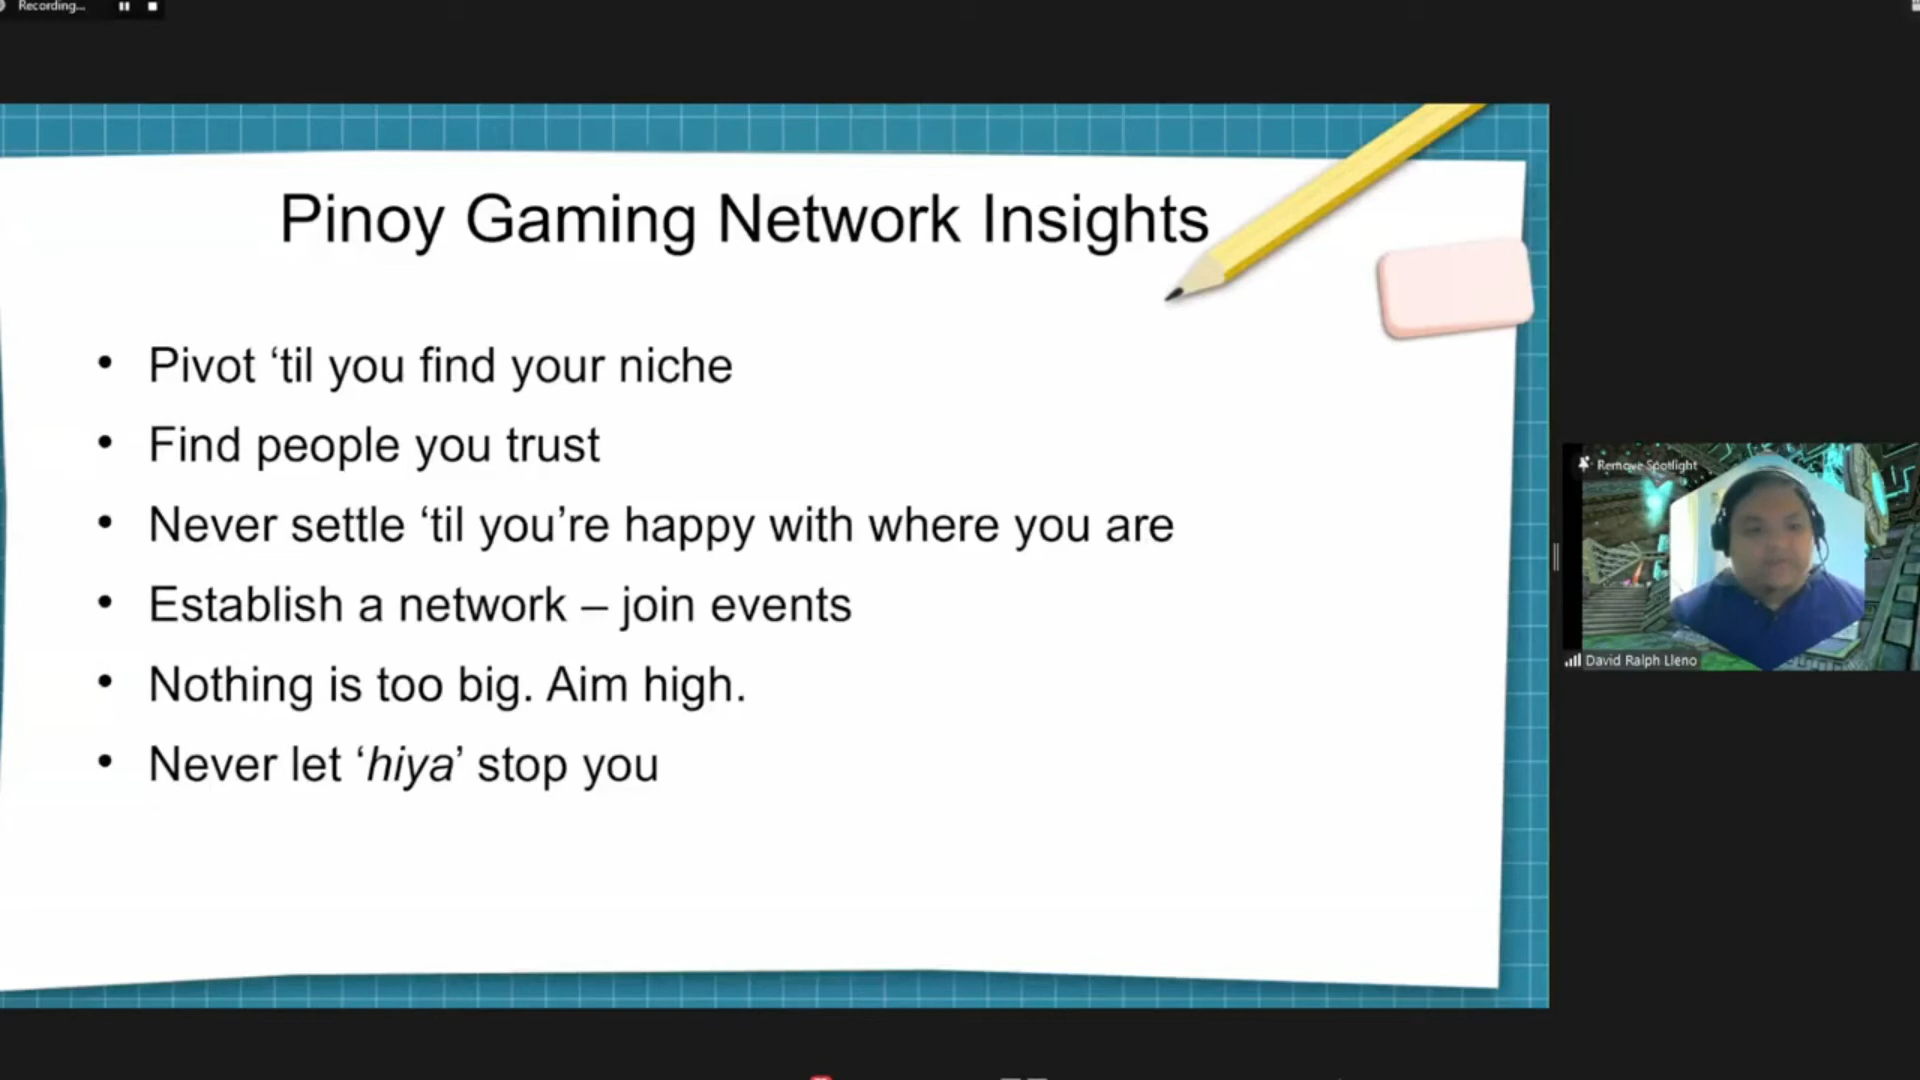 Recording...
Pinoy Gaming Network Insights
• Pivot ‘til you find your niche
• Find people you trust
• Never settle ‘til you’re happy with where you are
• Establish a network – join events
• Nothing is too big. Aim high.
• Never let ‘hiya’ stop you
Remove Spotlight
David Ralph Lleno